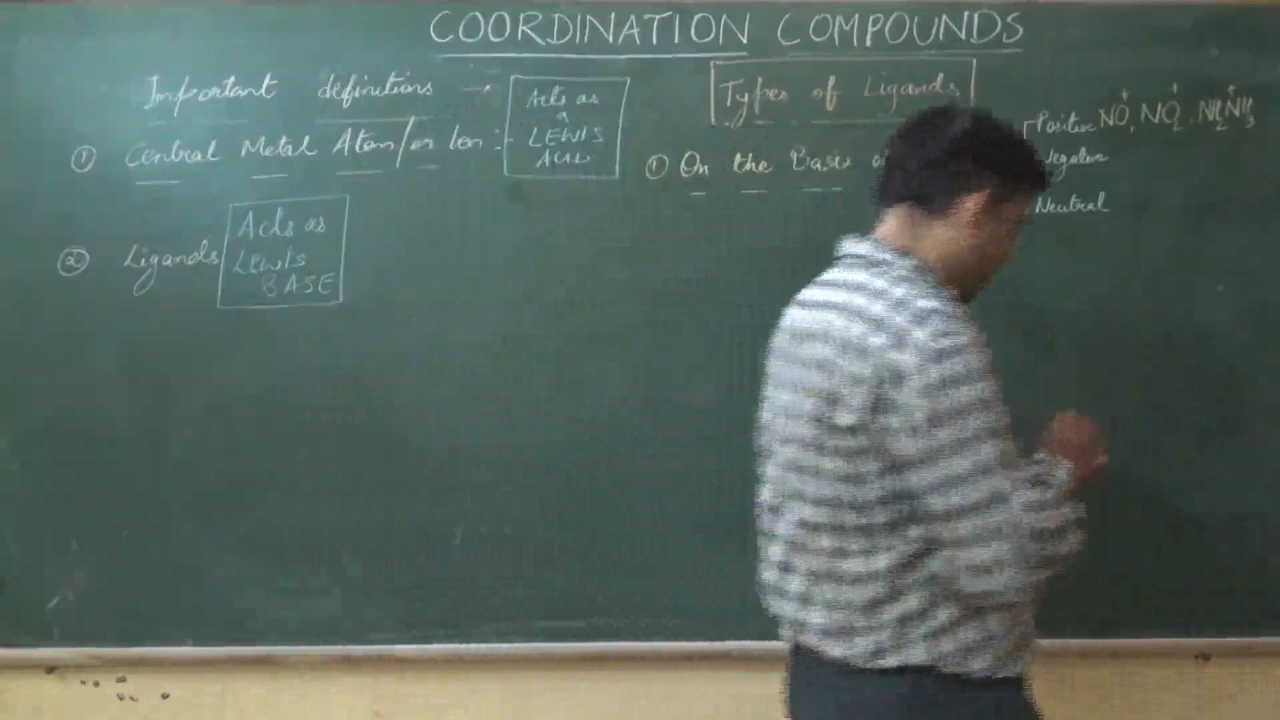 COORDINATION COMPOUNDS
Important definitions →
① Central Metal Atom/or Ion :-
Acts as
a
LEWIS
ACID
② Ligands
Acts as
LEWIS
BASE
Types of Ligands
① On the Basis
Positive NO⁺, NO₂⁺, NH₂NH₃⁺
Negative
Neutral